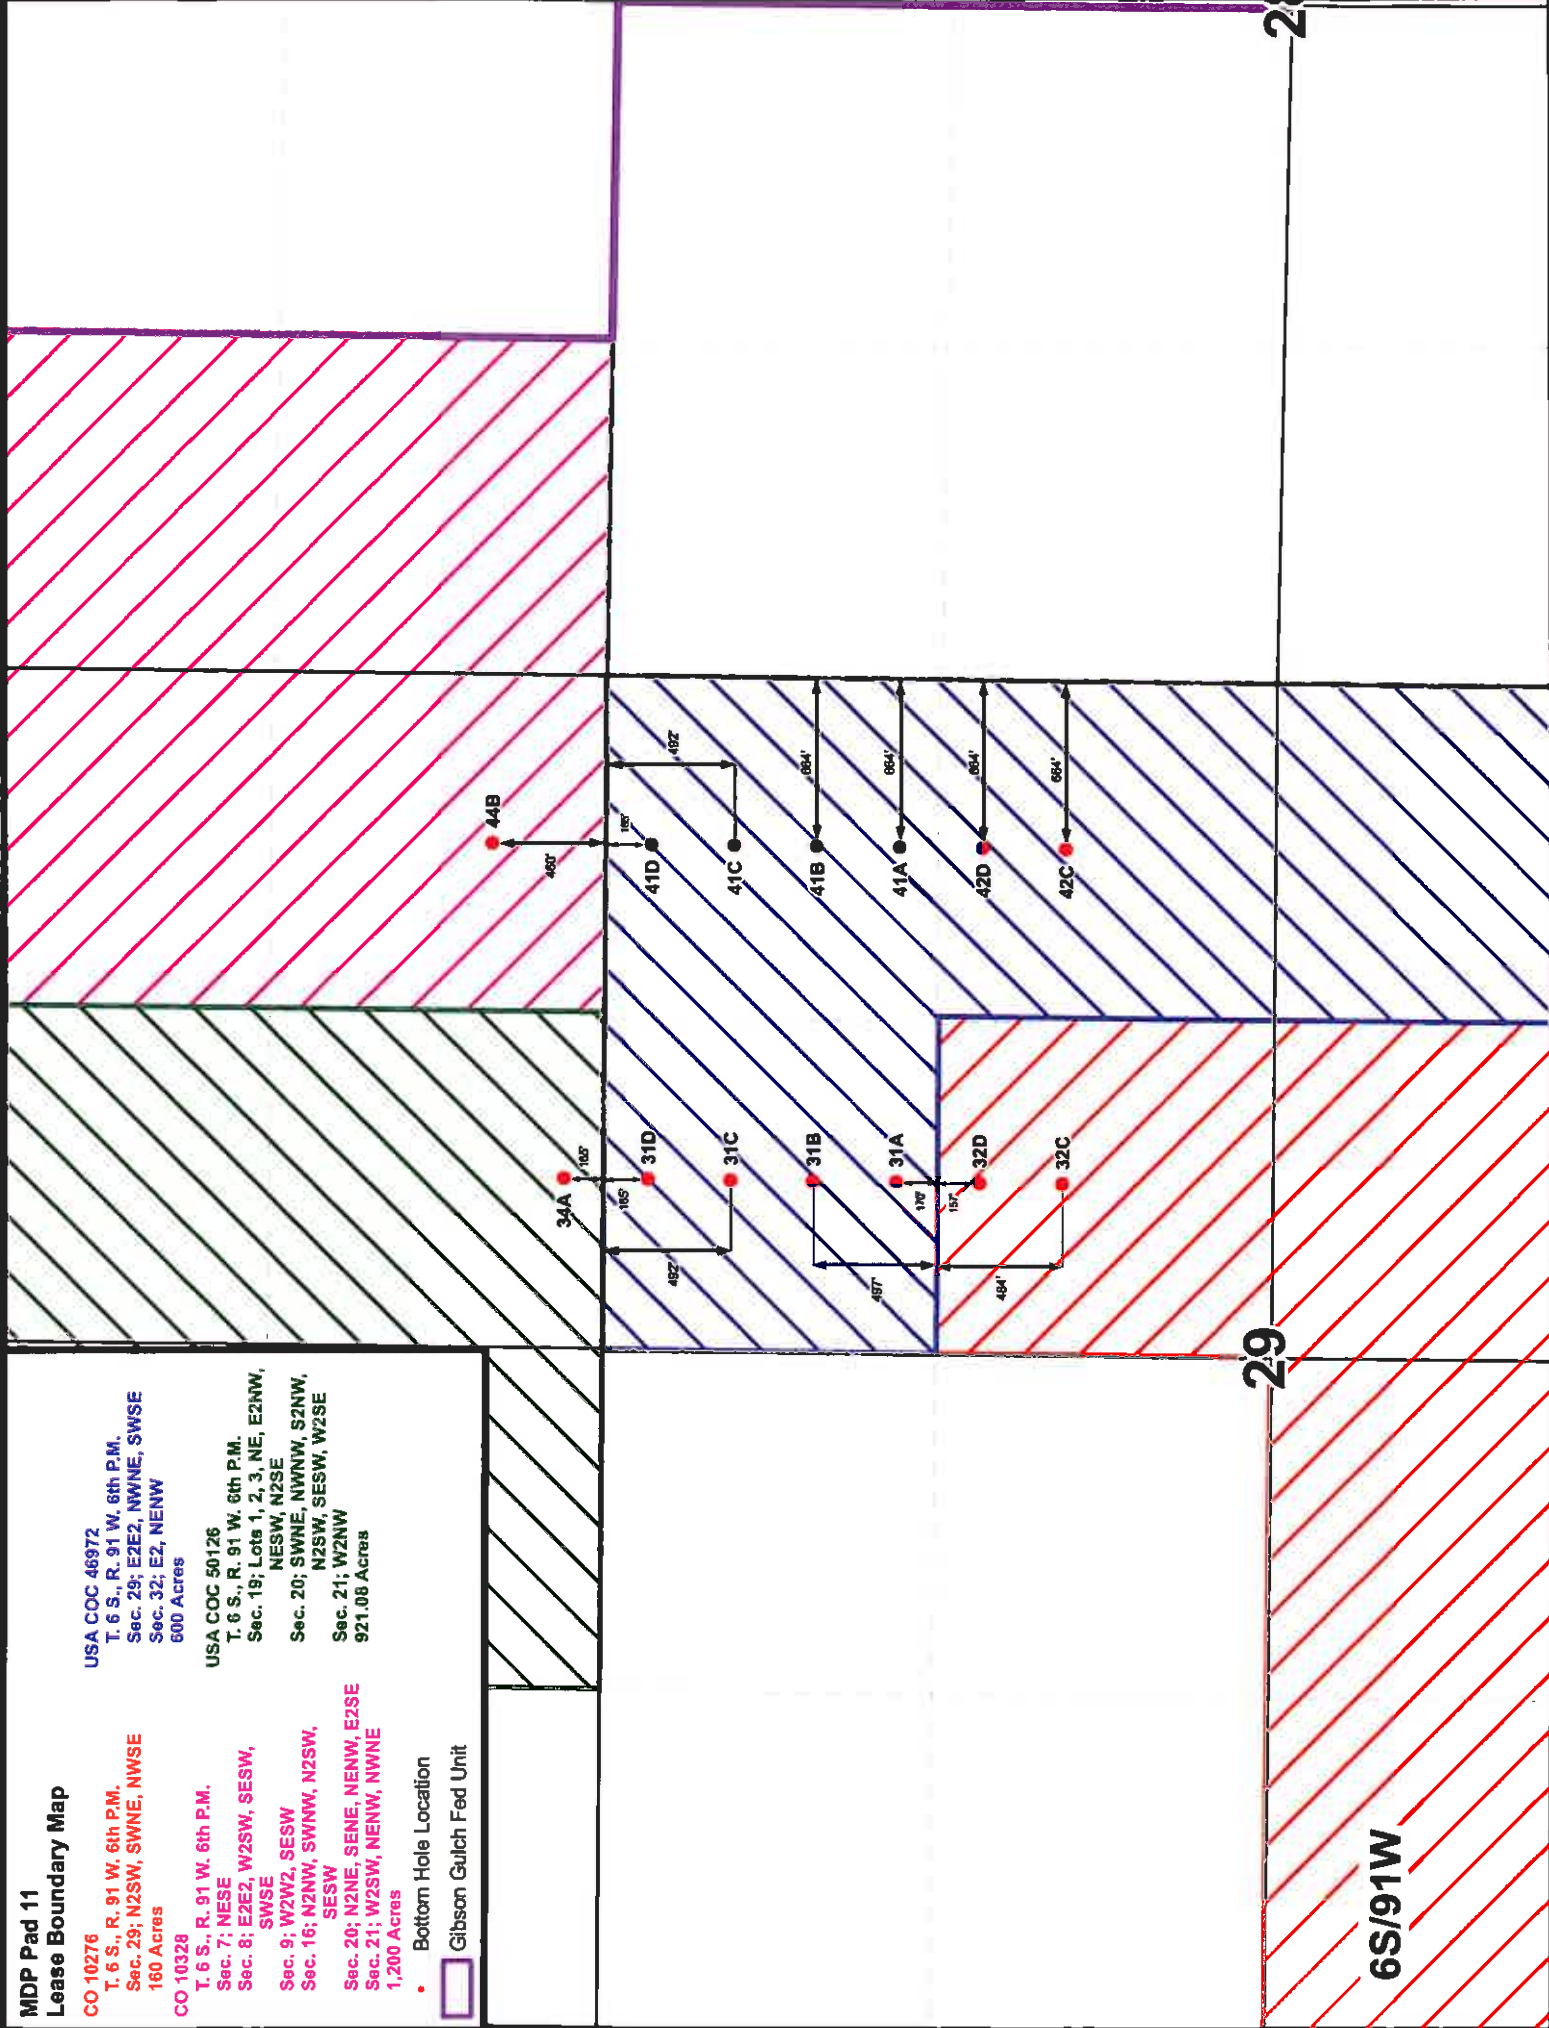 MDP Pad 11
Lease Boundary Map
CO 10276
T. 6 S., R. 91 W. 6th P.M.
Sec. 29; N2SW, SWNE, NWSE
160 Acres
CO 10328
T. 6 S., R. 91 W. 6th P.M.
Sec. 7; NESE
Sec. 8; E2E2, W2SW, SESW,
SWSE
Sec. 9; W2W2, SESW
Sec. 16; N2NW, SWNW, N2SW,
SESW
Sec. 20; N2NE, SENE, NENW, E2SE
Sec. 21; W2SW, NENW, NWNE
1,200 Acres
Bottom Hole Location
Gibson Gulch Fed Unit
USA COC 46972
T. 6 S., R. 91 W. 6th P.M.
Sec. 29; E2E2, NWNE, SWSE
Sec. 32; E2, NENW
600 Acres
USA COC 50126
T. 6 S., R. 91 W. 6th P.M.
Sec. 19; Lots 1, 2, 3, NE, E2NW,
NESW, N2SE
Sec. 20; SWNE, NWNW, S2NW,
N2SW, SESW, W2SE
Sec. 21; W2NW
921.08 Acres
34A
165'
165'
31D
492'
31C
31B
497'
31A
170'
157'
32D
484'
32C
44B
460'
165'
41D
492'
41C
41B
664'
41A
664'
42D
664'
42C
664'
29
6S/91W